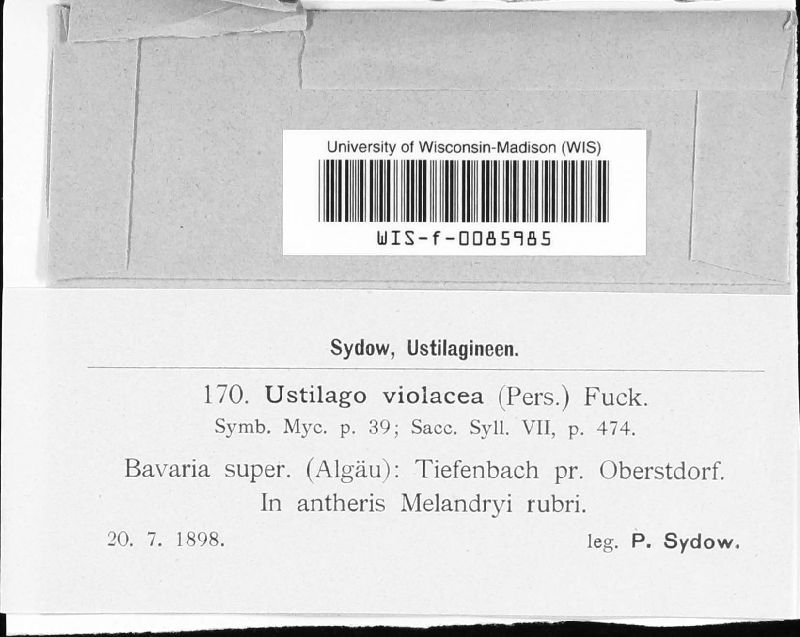 University of Wisconsin-Madison (WIS)
WIS-f-0085985
Sydow, Ustilagineen.
170. Ustilago violacea (Pers.) Fuck.
Symb. Myc. p. 39; Sacc. Syll. VII, p. 474.
Bavaria super. (Algäu): Tiefenbach pr. Oberstdorf.
In antheris Melandryi rubri.
20. 7. 1898.
leg. P. Sydow.